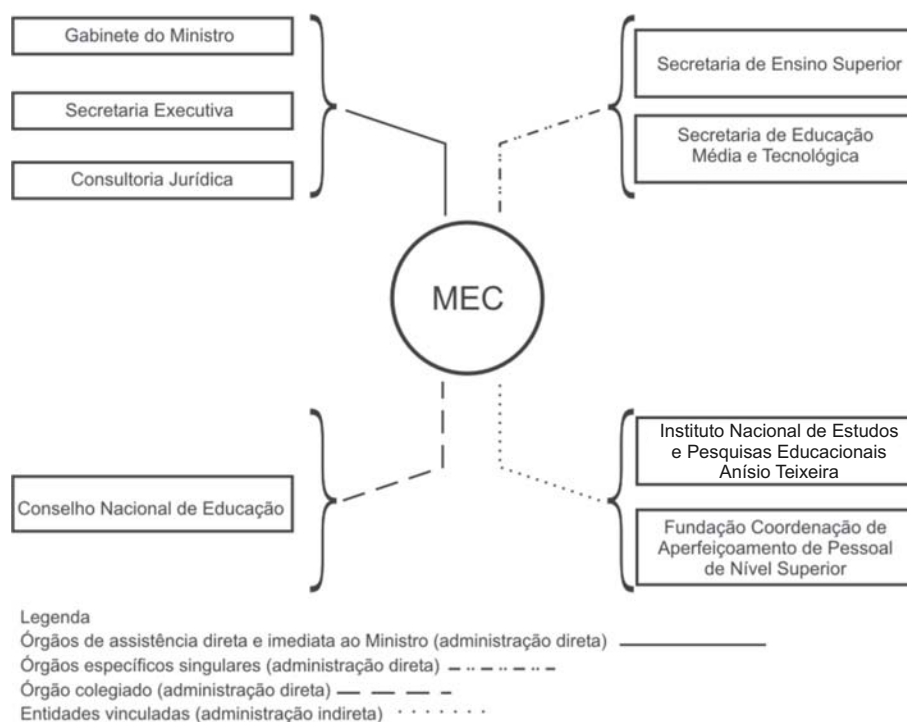 Gabinete do Ministro
Secretaria Executiva
Consultoria Jurídica
Secretaria de Ensino Superior
Secretaria de Educação
Média e Tecnológica
MEC
Conselho Nacional de Educação
Instituto Nacional de Estudos
e Pesquisas Educacionais
Anísio Teixeira
Fundação Coordenação de
Aperfeiçoamento de Pessoal
de Nível Superior
Legenda
Órgãos de assistência direta e imediata ao Ministro (administração direta)
Órgãos específicos singulares (administração direta)
Órgão colegiado (administração direta)
Entidades vinculadas (administração indireta)